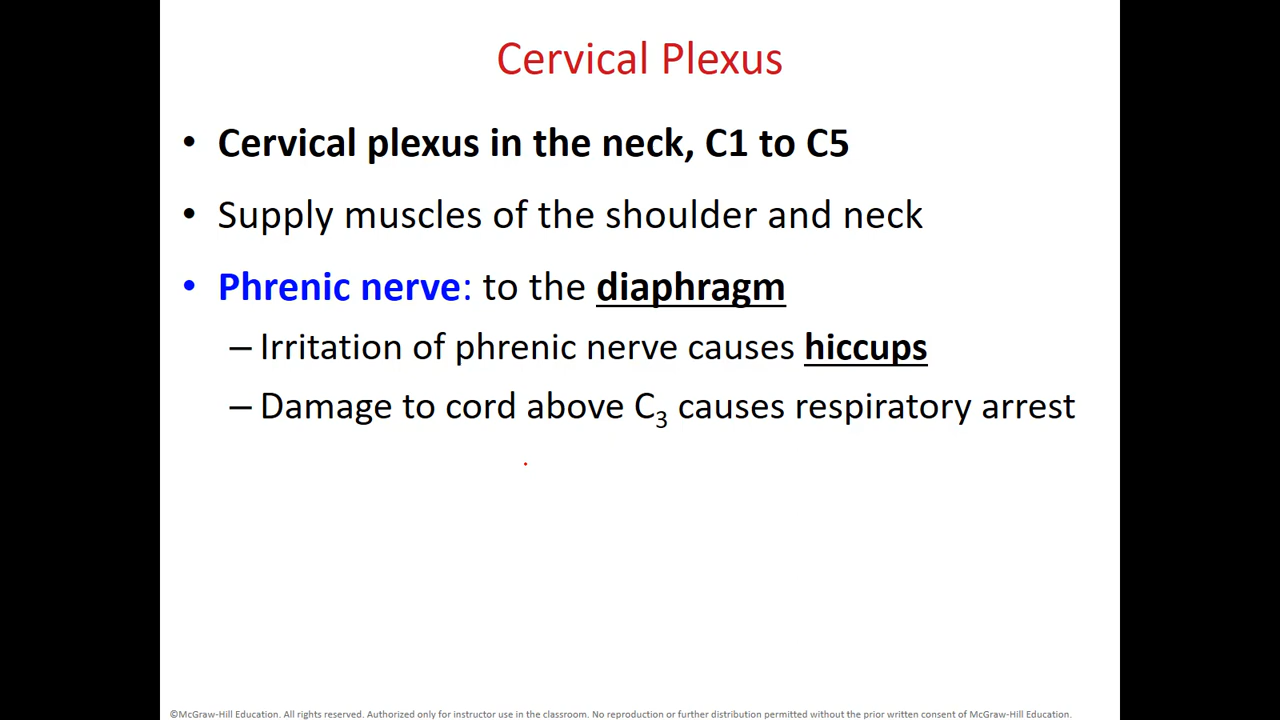 Cervical Plexus
• Cervical plexus in the neck, C1 to C5
• Supply muscles of the shoulder and neck
• Phrenic nerve: to the diaphragm
– Irritation of phrenic nerve causes hiccups
– Damage to cord above C₃ causes respiratory arrest
©McGraw-Hill Education. All rights reserved. Authorized only for instructor use in the classroom. No reproduction or further distribution permitted without the prior written consent of McGraw-Hill Education.